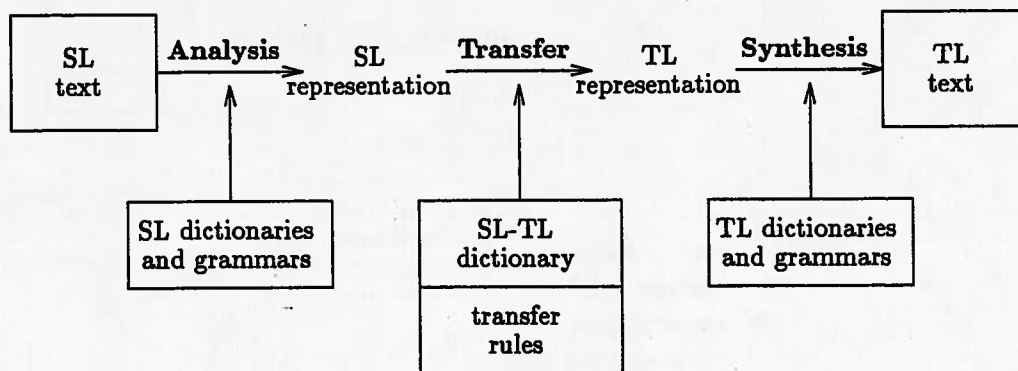 SL
text
Analysis
SL
representation
Transfer
TL
representation
Synthesis
TL
text
SL dictionaries
and grammars
SL-TL
dictionary
transfer
rules
TL dictionaries
and grammars